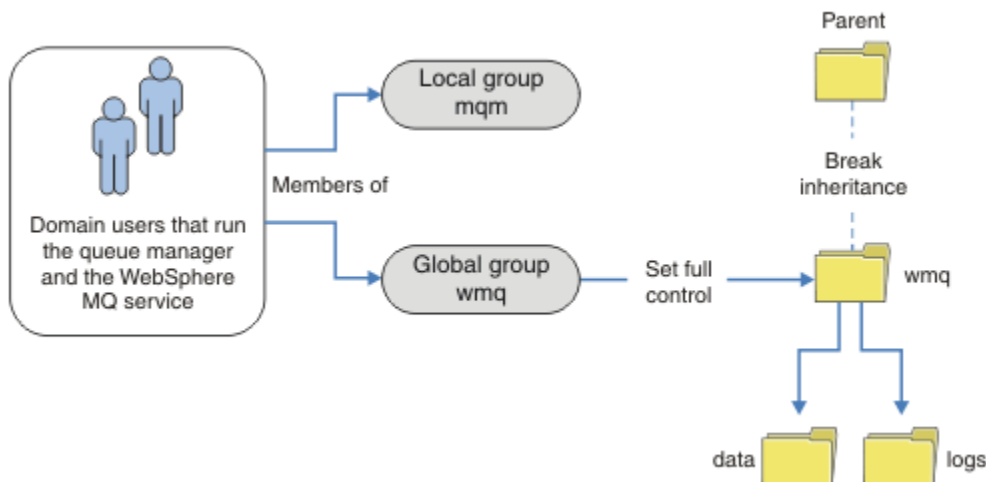 Parent
Local group
mqm
Members of
Break
inheritance
Domain users that run
the queue manager
and the WebSphere
MQ service
Global group
wmq
Set full
control
wmq
data
logs